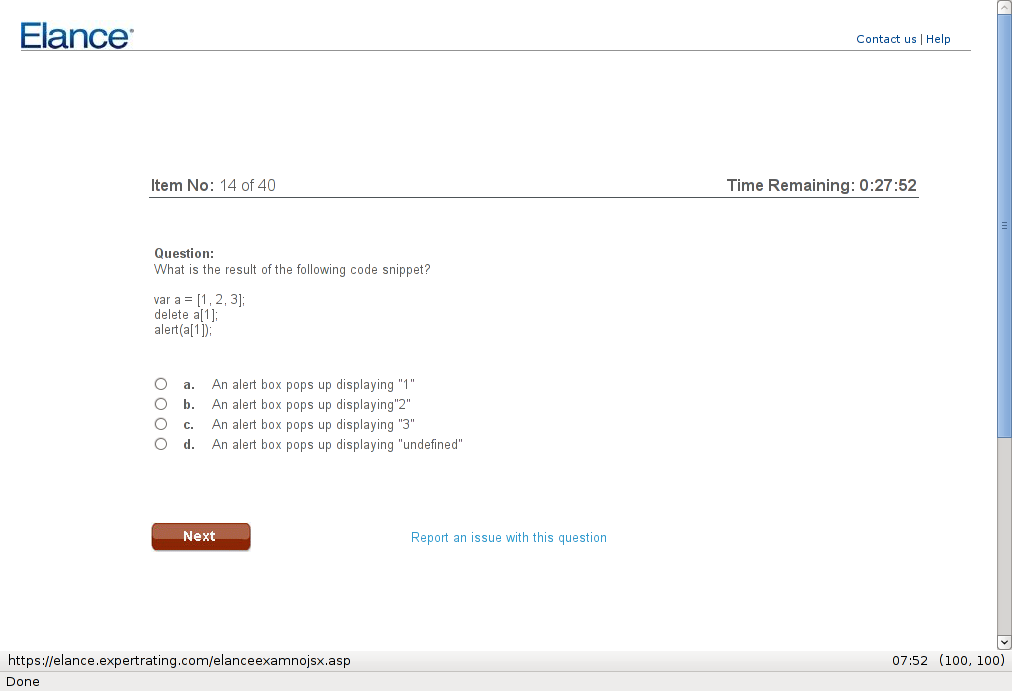 Elance
Contact us | Help
Item No: 14 of 40
Time Remaining: 0:27:52
Question:
What is the result of the following code snippet?
var a = [1, 2, 3];
delete a[1];
alert(a[1]);
a. An alert box pops up displaying "1"
b. An alert box pops up displaying"2"
c. An alert box pops up displaying "3"
d. An alert box pops up displaying "undefined"
Next
Report an issue with this question
https://elance.expertrating.com/elanceexamnojsx.asp
07:52 (100, 100)
Done